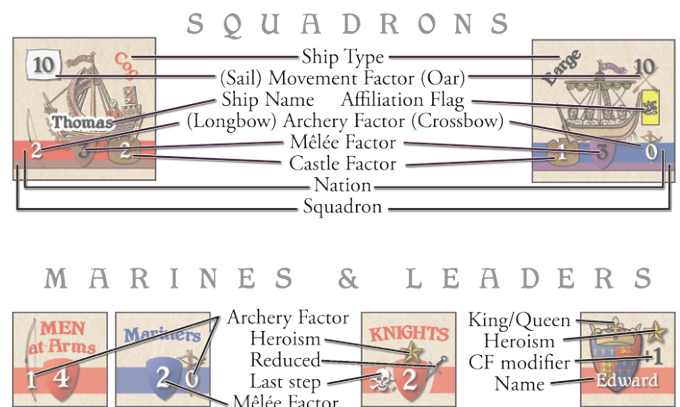 SQUADRONS
10 Cog Ship Type Large 10
(Sail) Movement Factor (Oar)
Ship Name Affiliation Flag
Thomas (Longbow) Archery Factor (Crossbow)
2 3 2 Mêlée Factor 1 3 0
Castle Factor
Nation
Squadron
MARINES & LEADERS
MEN at-Arms
1 4
Mariners
2 0
Archery Factor
Heroism
Reduced
Last step
Mêlée Factor
KNIGHTS
2
King/Queen
Heroism
CF modifier
Name
+1
Edward